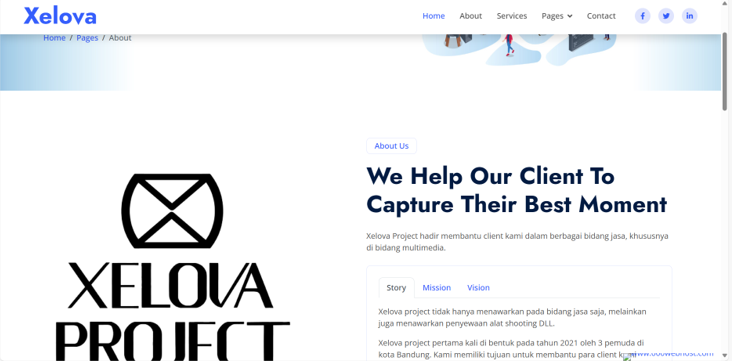 Xelova
Home About Services Pages Contact
Home / Pages / About
About Us
We Help Our Client To
Capture Their Best Moment
Xelova Project hadir membantu client kami dalam berbagai bidang jasa, khususnya
di bidang multimedia.
XELOVA
PROJECT
Story Mission Vision
Xelova project tidak hanya menawarkan pada bidang jasa saja, melainkan
juga menawarkan penyewaan alat shooting DLL.
Xelova project pertama kali di bentuk pada tahun 2021 oleh 3 pemuda di
kota Bandung. Kami memiliki tujuan untuk membantu para client